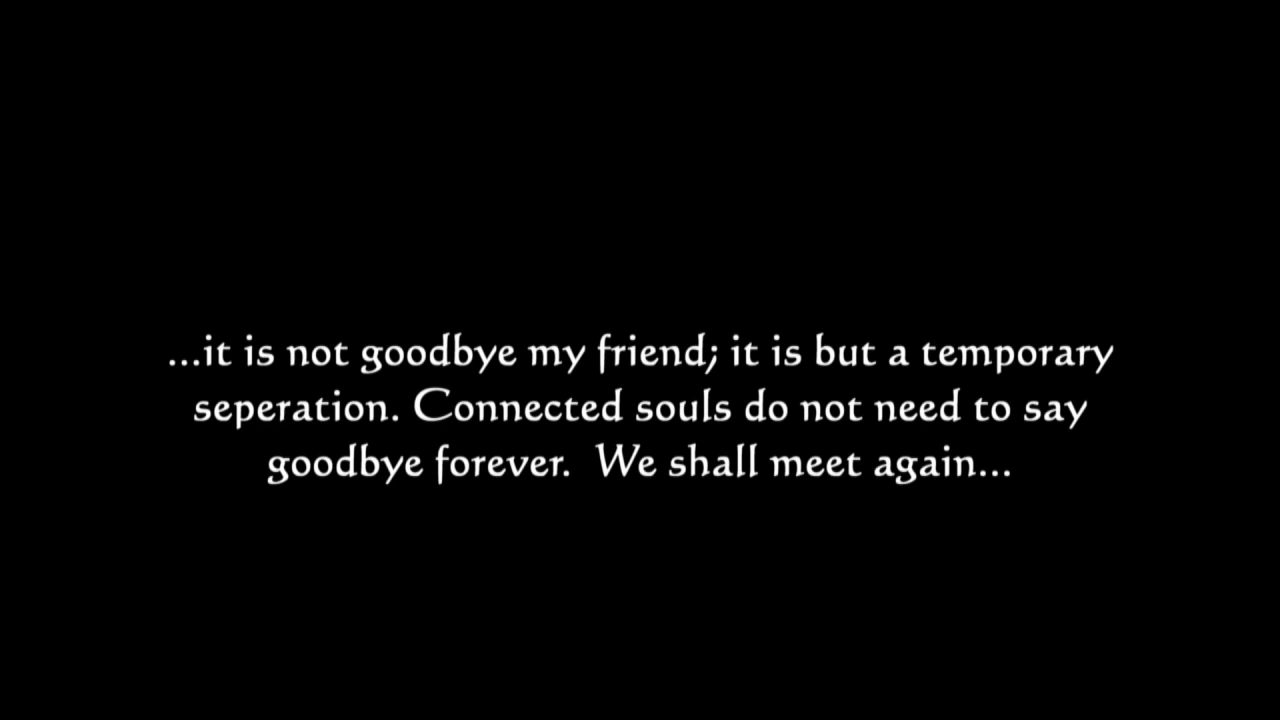 ...it is not goodbye my friend; it is but a temporary
seperation. Connected souls do not need to say
goodbye forever.  We shall meet again...